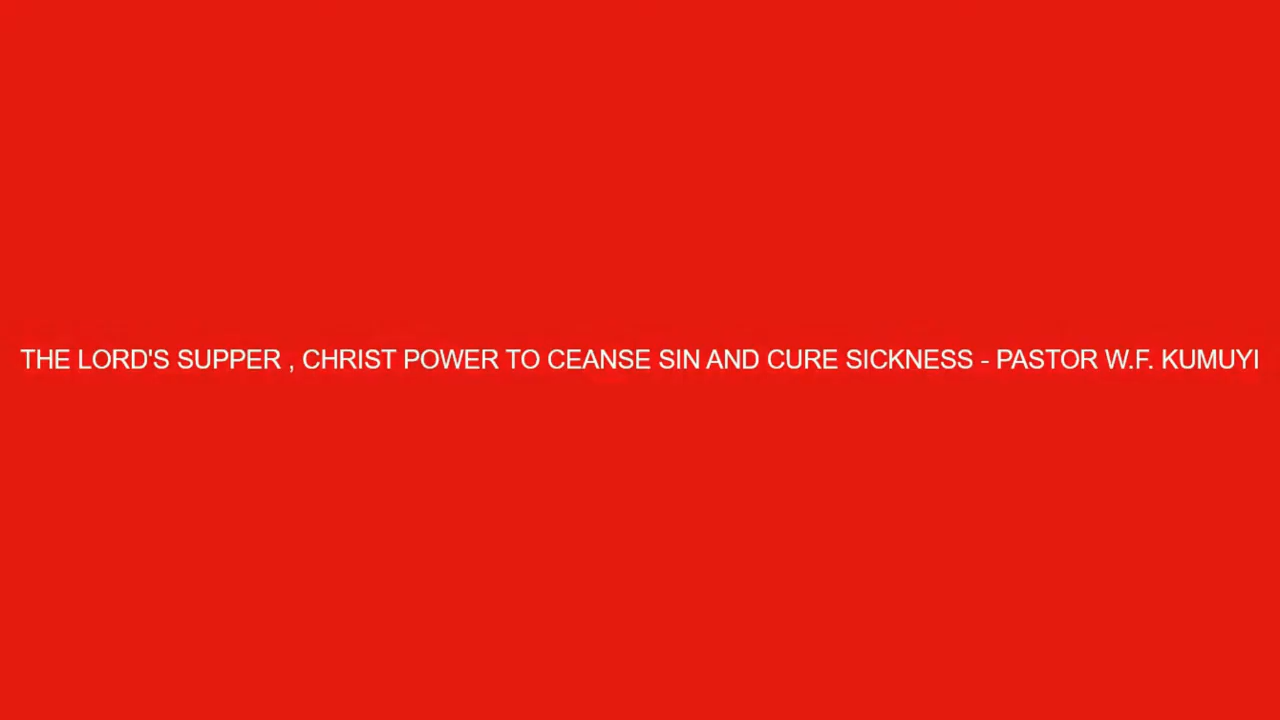 THE LORD'S SUPPER , CHRIST POWER TO CEANSE SIN AND CURE SICKNESS - PASTOR W.F. KUMUYI